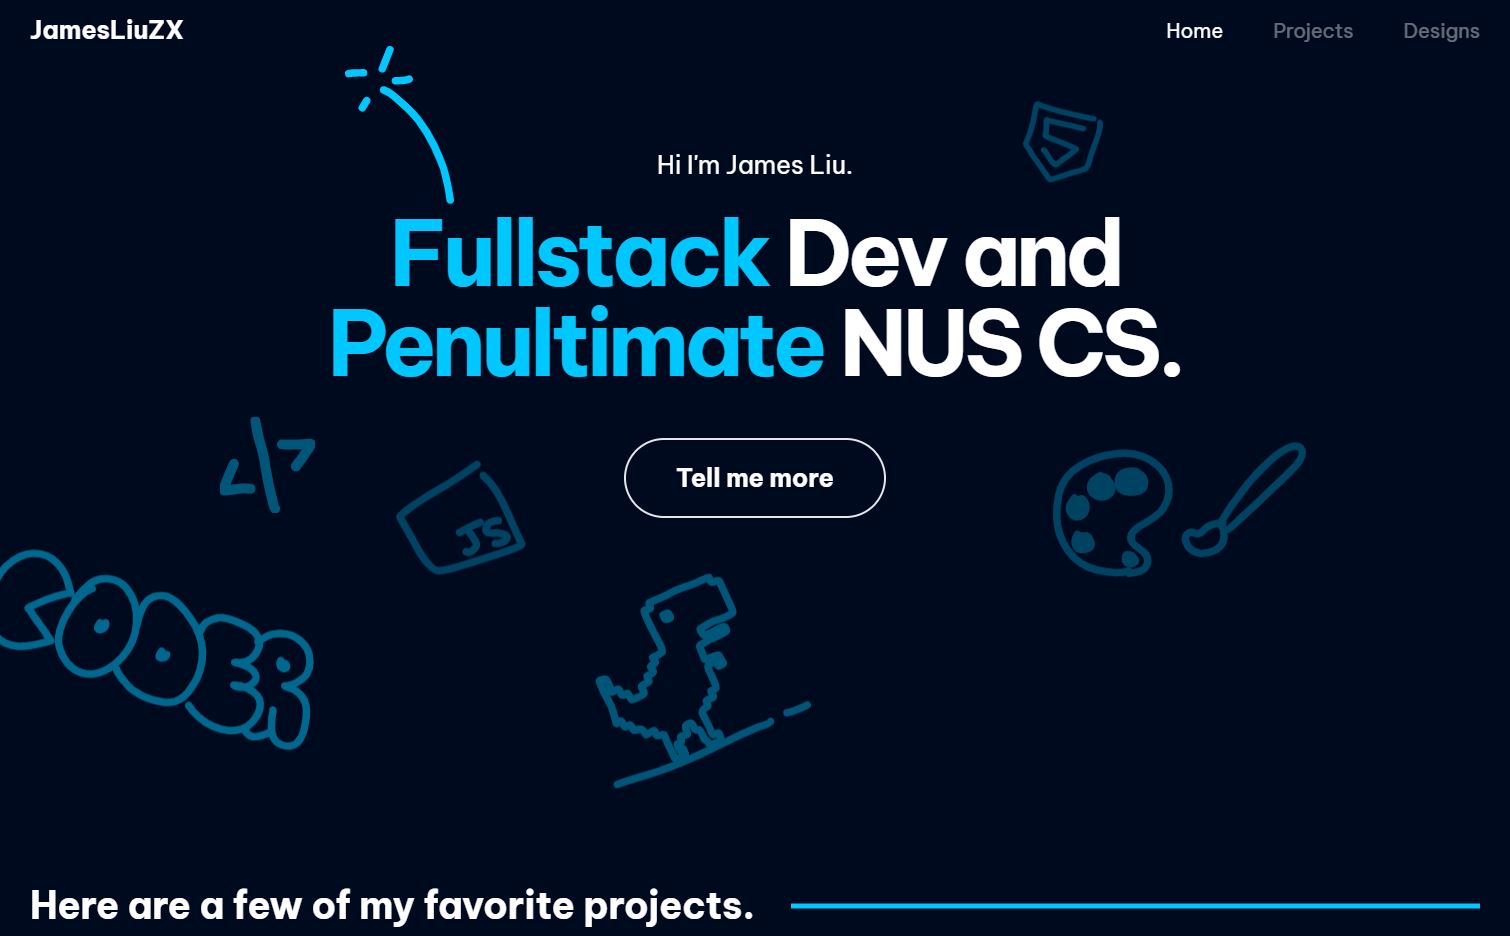 JamesLiuZX
Home Projects Designs
5
Hi I'm James Liu.
Fullstack Dev and
Penultimate NUS CS.
</>
JS
Tell me more
CODER
Here are a few of my favorite projects.